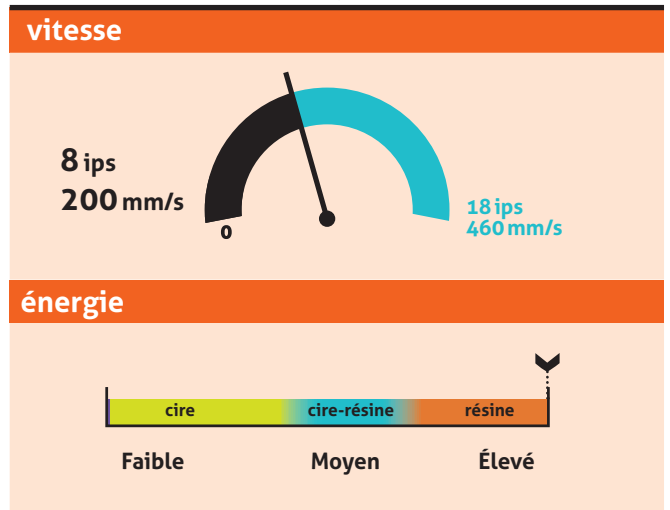 vitesse
8 ips
200 mm/s
0
18 ips
460 mm/s
énergie
cire
cire-résine
résine
Faible
Moyen
Élevé